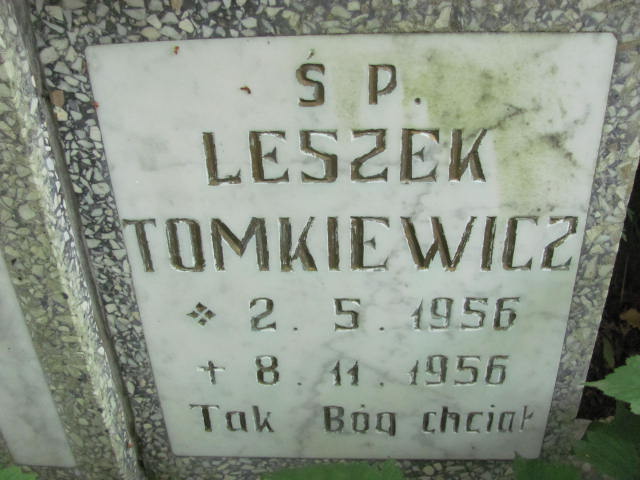 Ś P.
LESZEK
TOMKIEWICZ
2. 5. 1956
+ 8. 11. 1956
Tak Bóg chciał